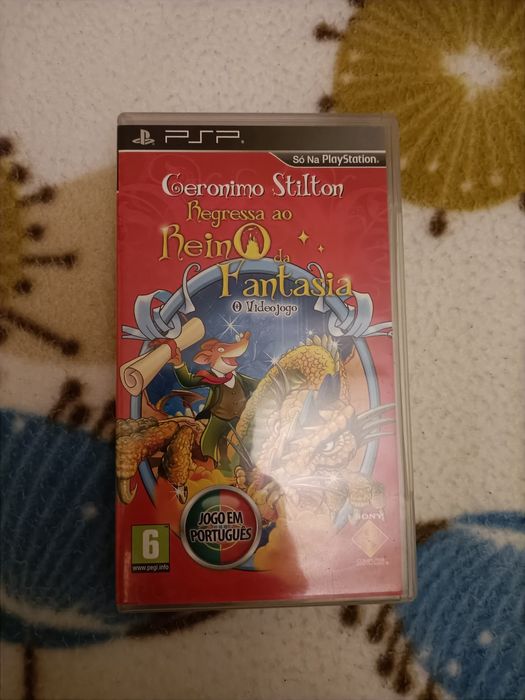 PSP
Só Na PlayStation
Geronimo Stilton
Regressa ao
Reino da
Fantasia
O Videojogo
JOGO EM
PORTUGUÊS
6
www.pegi.info
SONY